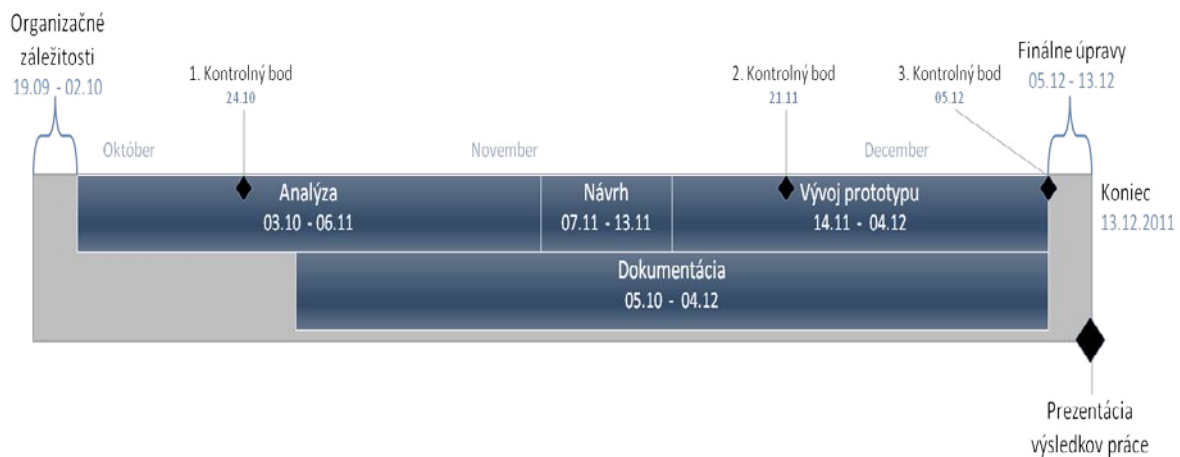 Organizačné
záležitosti
19.09 - 02.10
1. Kontrolný bod
24.10
2. Kontrolný bod
21.11
3. Kontrolný bod
05.12
Finálne úpravy
05.12 - 13.12
Október
November
December
Analýza
03.10 - 06.11
Návrh
07.11 - 13.11
Vývoj prototypu
14.11 - 04.12
Koniec
13.12.2011
Dokumentácia
05.10 - 04.12
Prezentácia
výsledkov práce